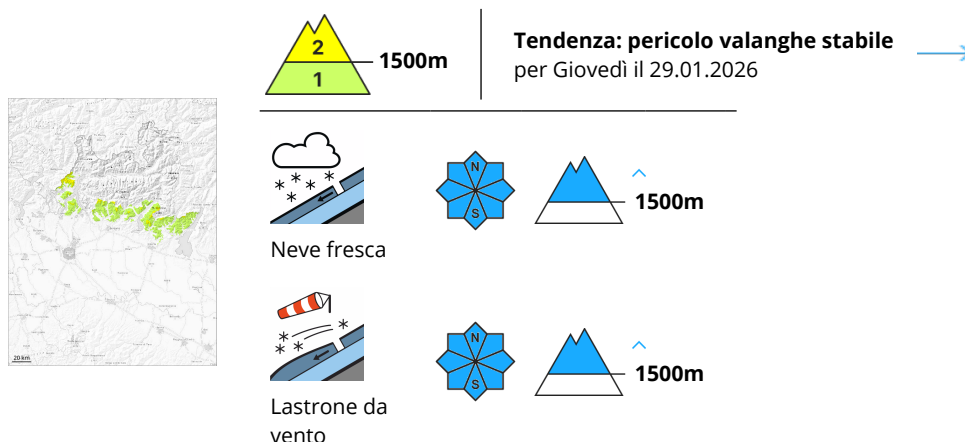 2
1500m
1
Tendenza: pericolo valanghe stabile
per Giovedì il 29.01.2026
20 km
N
S
1500m
Neve fresca
N
S
1500m
Lastrone da
vento